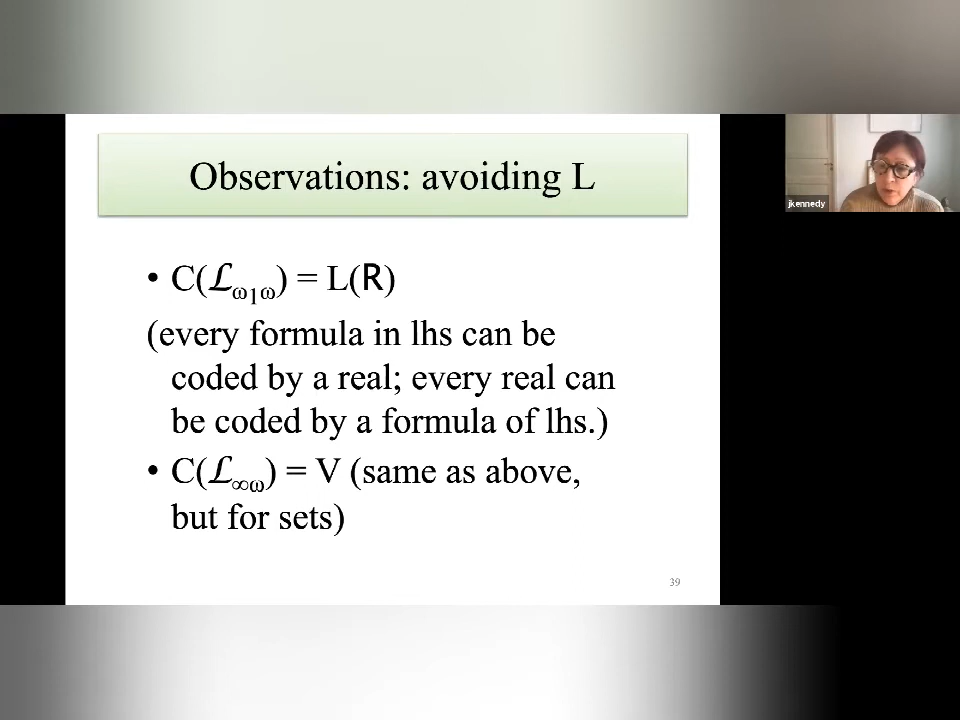 Observations: avoiding L
• C(ℒω₁ω) = L(R)
(every formula in lhs can be
coded by a real; every real can
be coded by a formula of lhs.)
• C(ℒ∞ω) = V (same as above,
but for sets)
39
jkennedy